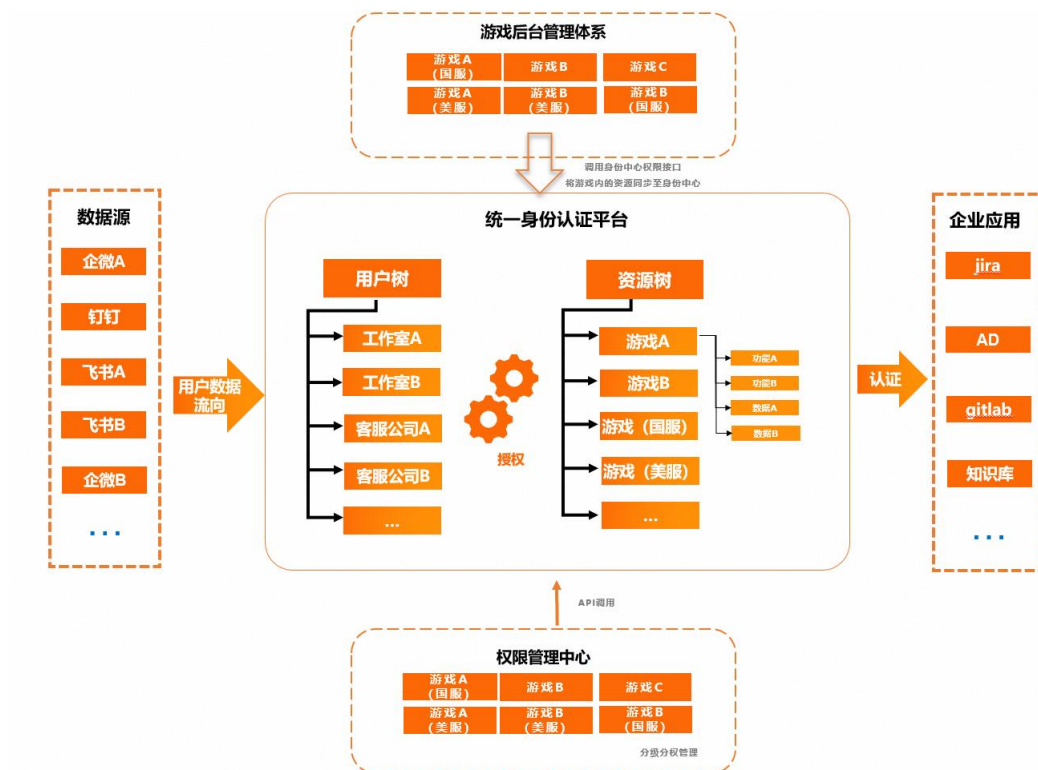 游戏后台管理体系
游戏A
(国服)
游戏B
游戏C
游戏A
(美服)
游戏B
(美服)
游戏B
(国服)
调用身份中心权限接口
将游戏内的资源同步至身份中心
数据源
企微A
钉钉
飞书A
飞书B
企微B
...
用户数据
流向
统一身份认证平台
用户树
工作室A
工作室B
客服公司A
客服公司B
...
授权
资源树
游戏A
游戏B
游戏（国服）
游戏（美服）
...
功能A
功能B
数据A
数据B
认证
企业应用
jira
AD
gitlab
知识库
...
API调用
权限管理中心
游戏A
(国服)
游戏B
游戏C
游戏A
(美服)
游戏B
(美服)
游戏B
(国服)
分级分权管理